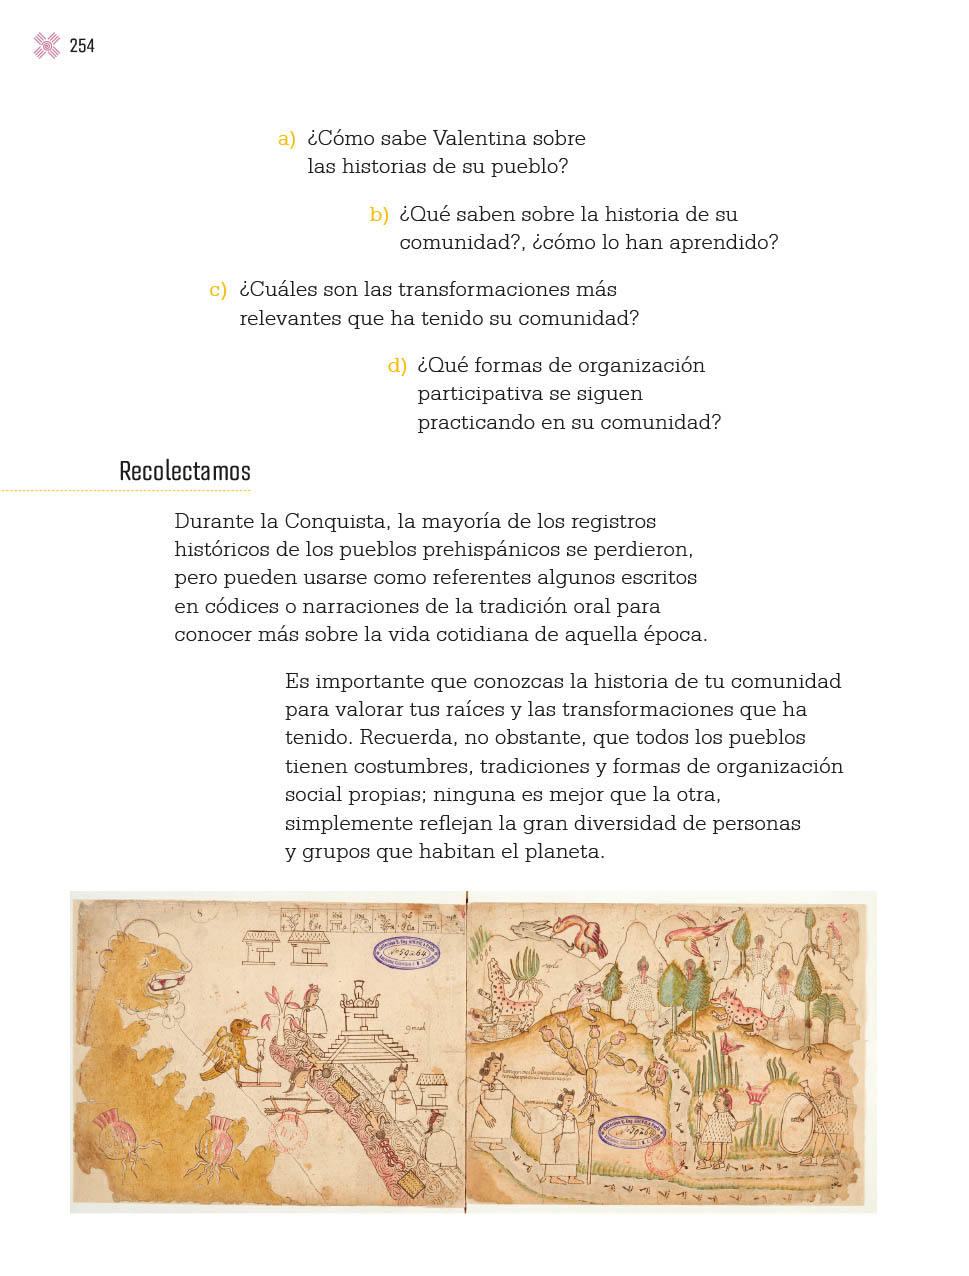 254
a) ¿Cómo sabe Valentina sobre
las historias de su pueblo?
b) ¿Qué saben sobre la historia de su
comunidad?, ¿cómo lo han aprendido?
c) ¿Cuáles son las transformaciones más
relevantes que ha tenido su comunidad?
d) ¿Qué formas de organización
participativa se siguen
practicando en su comunidad?
Recolectamos
Durante la Conquista, la mayoría de los registros
históricos de los pueblos prehispánicos se perdieron,
pero pueden usarse como referentes algunos escritos
en códices o narraciones de la tradición oral para
conocer más sobre la vida cotidiana de aquella época.
Es importante que conozcas la historia de tu comunidad
para valorar tus raíces y las transformaciones que ha
tenido. Recuerda, no obstante, que todos los pueblos
tienen costumbres, tradiciones y formas de organización
social propias; ninguna es mejor que la otra,
simplemente reflejan la gran diversidad de personas
y grupos que habitan el planeta.